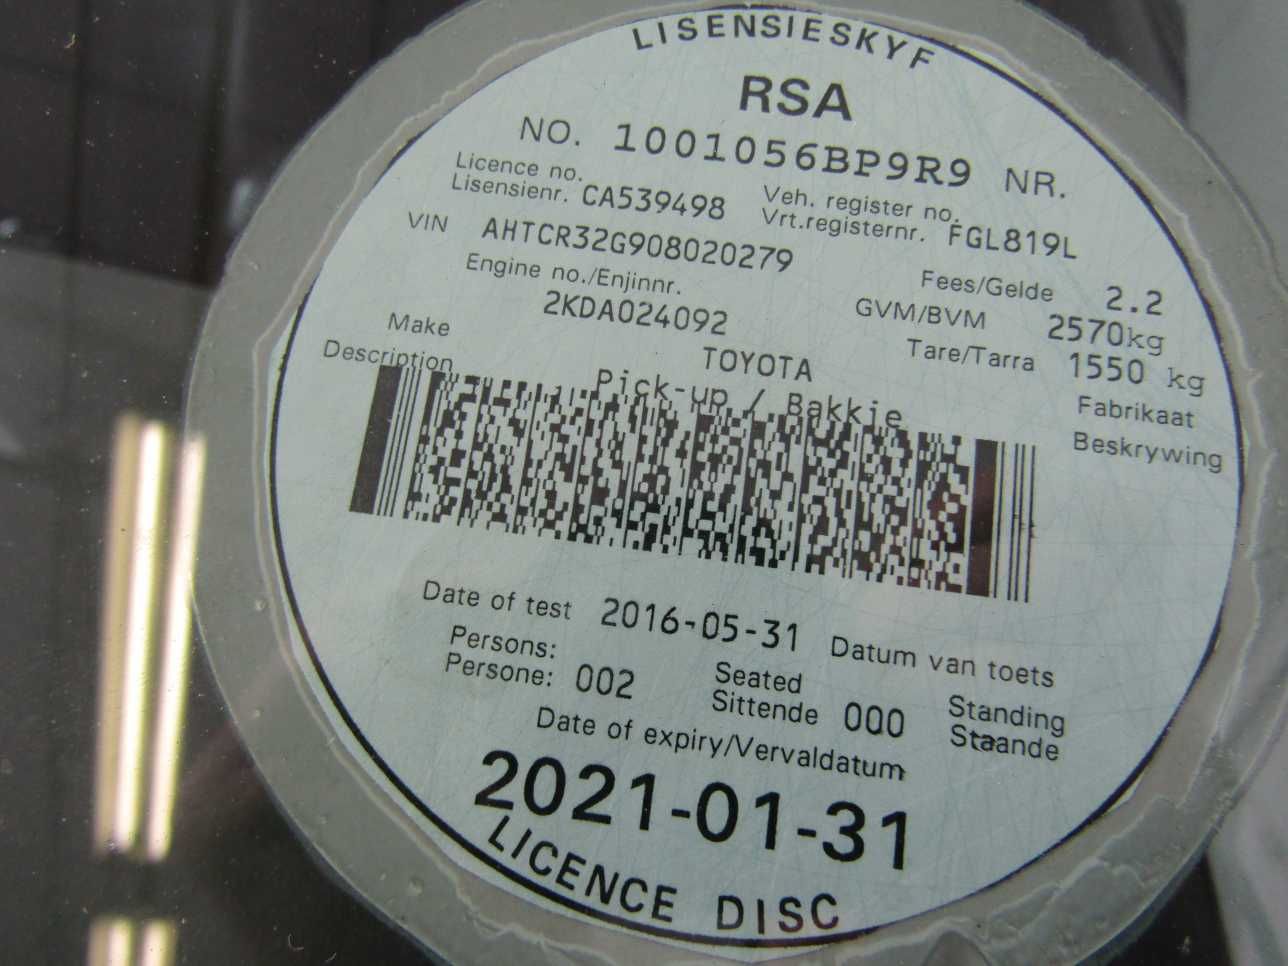 LISENSIESKYF
RSA
NO. 1001056BP9R9 NR.
Licence no.
Lisensienr. CA539498
Veh. register no.
Vrt.registernr. FGL819L
VIN AHTCR32G908020279
Fees/Gelde 2.2
Engine no./Enjinnr.
2KDA024092
GVM/BVM 2570kg
Tare/Tarra 1550 kg
Make TOYOTA Fabrikaat
Description Pick-up / Bakkie Beskrywing
Date of test 2016-05-31 Datum van toets
Persons:
Persone: 002
Seated
Sittende 000
Standing
Staande
Date of expiry/Vervaldatum
2021-01-31
LICENCE DISC